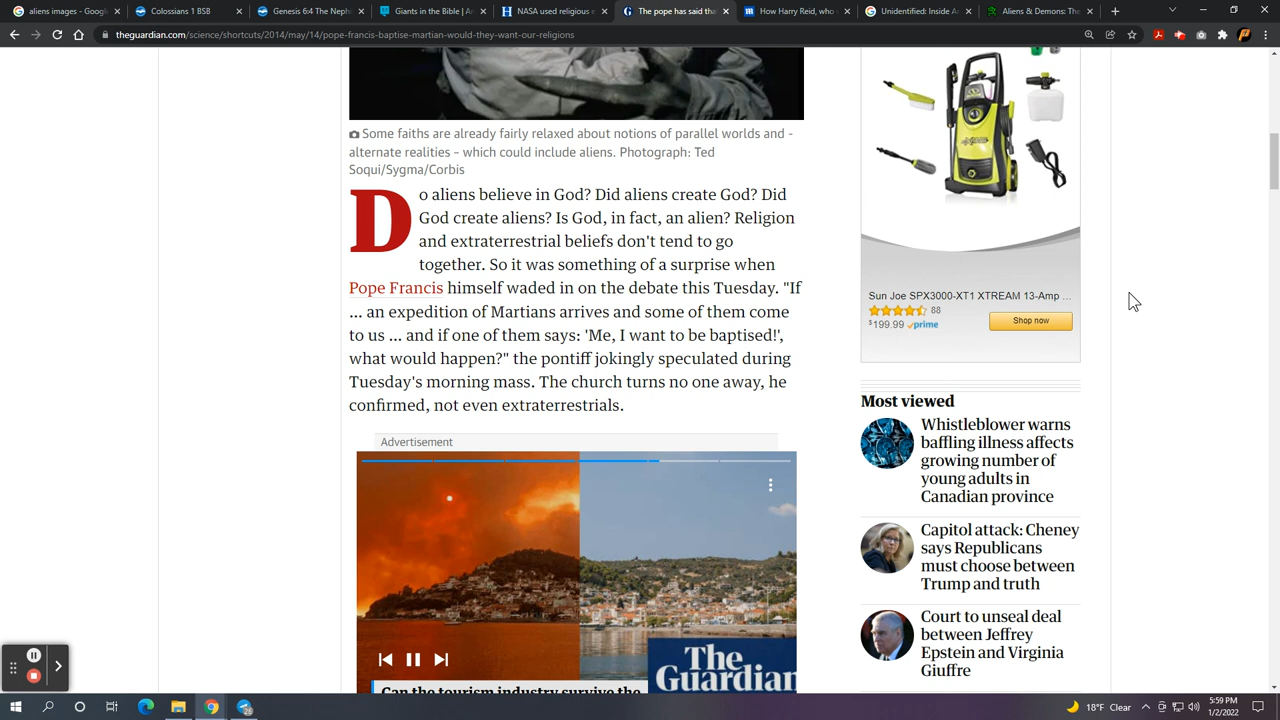 aliens images - Google
Colossians 1 BSB
Genesis 6:4 The Neph
Giants in the Bible | An
NASA used religious e
The pope has said tha
How Harry Reid, who
Unidentified: Inside Am
Aliens & Demons: The
theguardian.com/science/shortcuts/2014/may/14/pope-francis-baptise-martian-would-they-want-our-religions
Some faiths are already fairly relaxed about notions of parallel worlds and -
alternate realities – which could include aliens. Photograph: Ted
Soqui/Sygma/Corbis
Do aliens believe in God? Did aliens create God? Did
God create aliens? Is God, in fact, an alien? Religion
and extraterrestrial beliefs don't tend to go
together. So it was something of a surprise when
Pope Francis himself waded in on the debate this Tuesday. "If
... an expedition of Martians arrives and some of them come
to us ... and if one of them says: 'Me, I want to be baptised!',
what would happen?" the pontiff jokingly speculated during
Tuesday's morning mass. The church turns no one away, he
confirmed, not even extraterrestrials.
Advertisement
Can the tourism industry survive the
The
Guardian
Sun Joe SPX3000-XT1 XTREAM 13-Amp ...
88
$199.99 prime
Shop now
Most viewed
Whistleblower warns
baffling illness affects
growing number of
young adults in
Canadian province
Capitol attack: Cheney
says Republicans
must choose between
Trump and truth
Court to unseal deal
between Jeffrey
Epstein and Virginia
Giuffre
18°F Clear
5:59 PM
1/2/2022